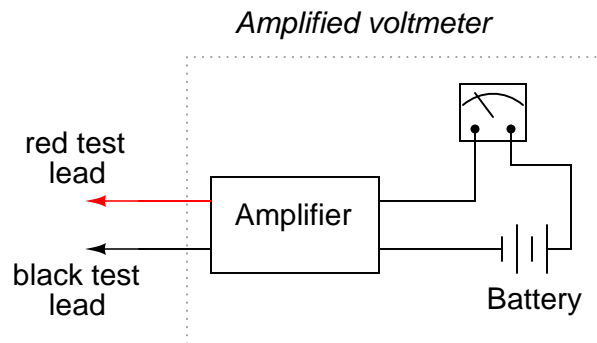 Amplified voltmeter
red test
lead
Amplifier
black test
lead
Battery